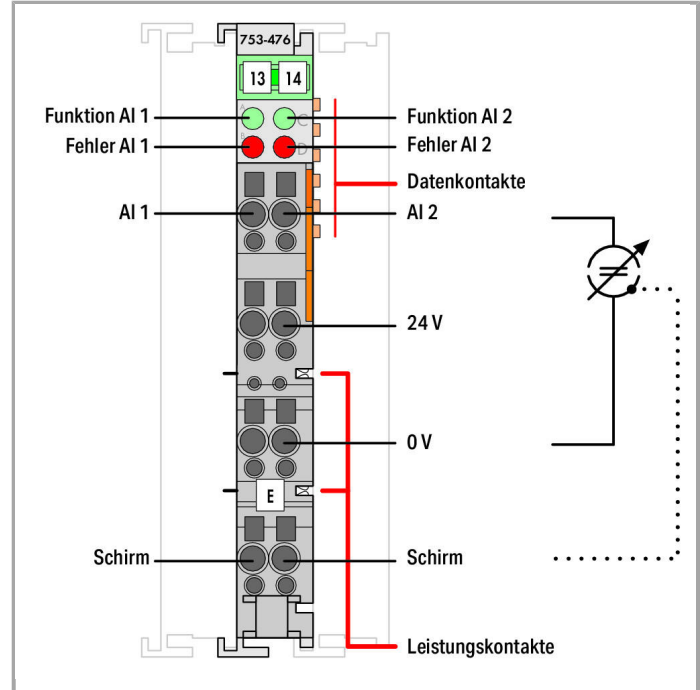 753-476
13 14
A C
Funktion AI 1
Funktion AI 2
B D
Fehler AI 1
Fehler AI 2
Datenkontakte
AI 1
AI 2
24 V
0 V
E
Schirm
Schirm
Leistungskontakte